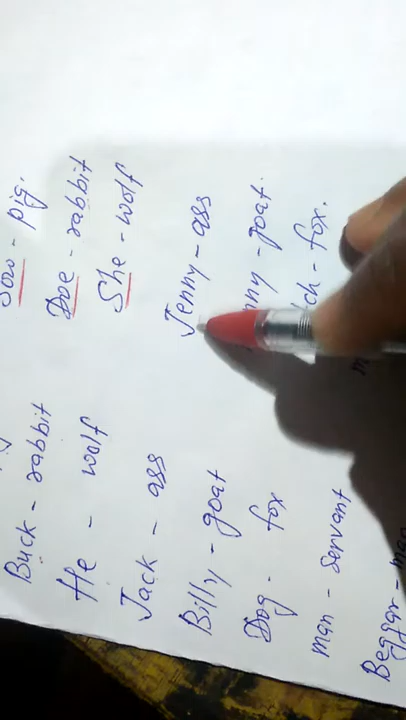 Sow - pig.
Buck - rabbit
Doe - rabbit
He - wolf
She - wolf
Jack - ass
Jenny - ass
Billy - goat
goat.
Dog - fox
fox.
man - servant
Beggar -